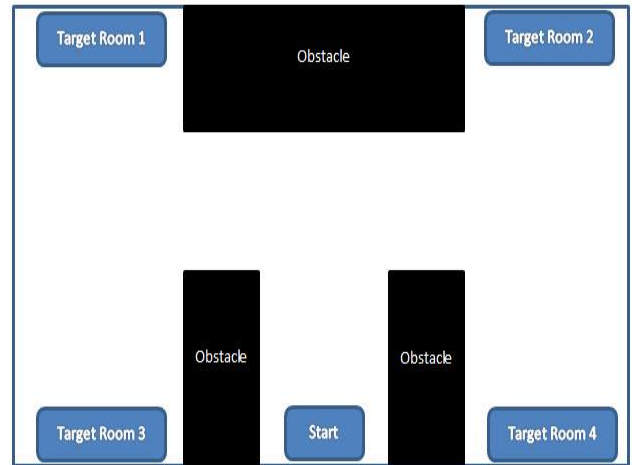 Target Room 1
Obstacle
Target Room 2
Obstacle
Obstacle
Target Room 3
Start
Target Room 4